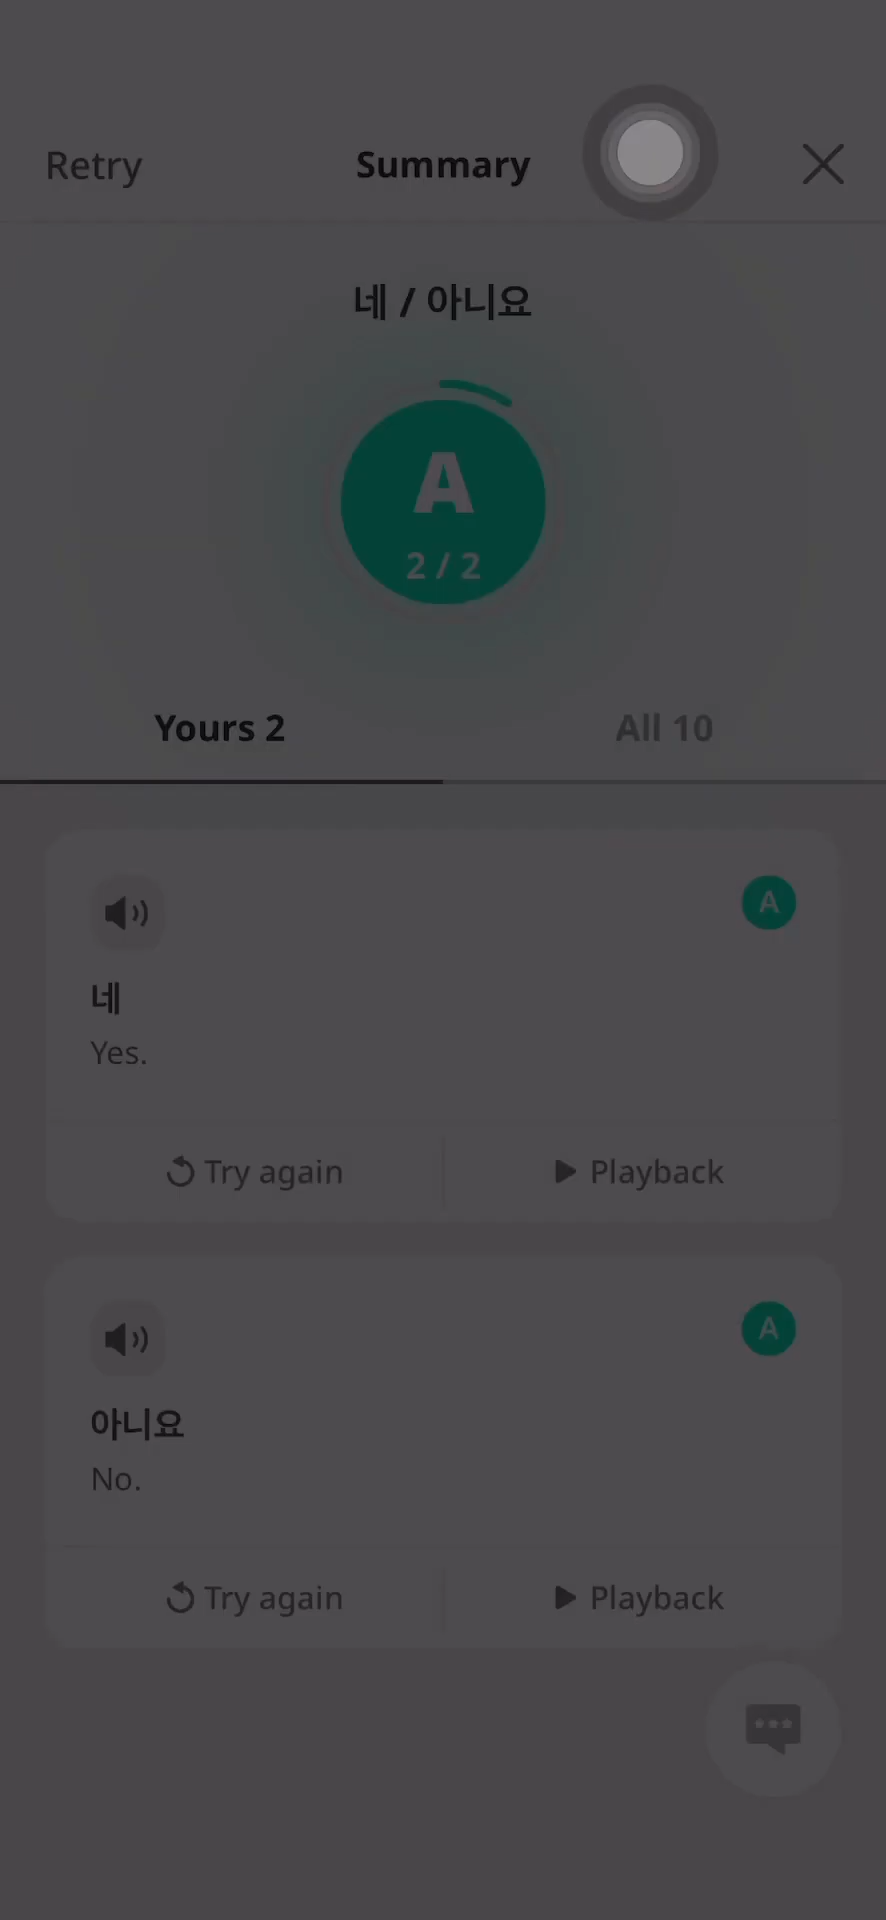 Retry
Summary
네 / 아니요
A
2 / 2
Yours 2
All 10
A
네
Yes.
Try again
Playback
A
아니요
No.
Try again
Playback